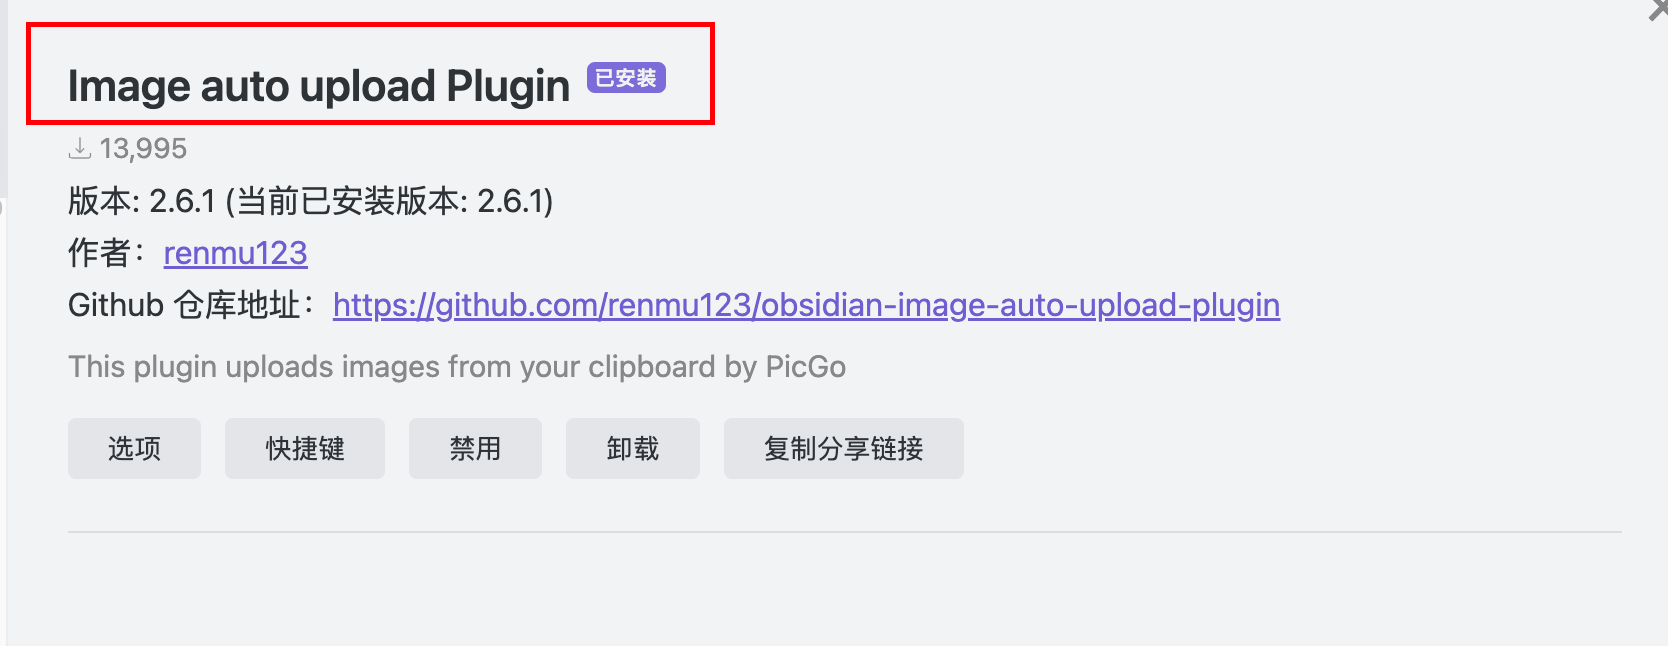 Image auto upload Plugin 已安装
13,995
版本: 2.6.1 (当前已安装版本: 2.6.1)
作者：renmu123
Github 仓库地址：https://github.com/renmu123/obsidian-image-auto-upload-plugin
This plugin uploads images from your clipboard by PicGo
选项 快捷键 禁用 卸载 复制分享链接